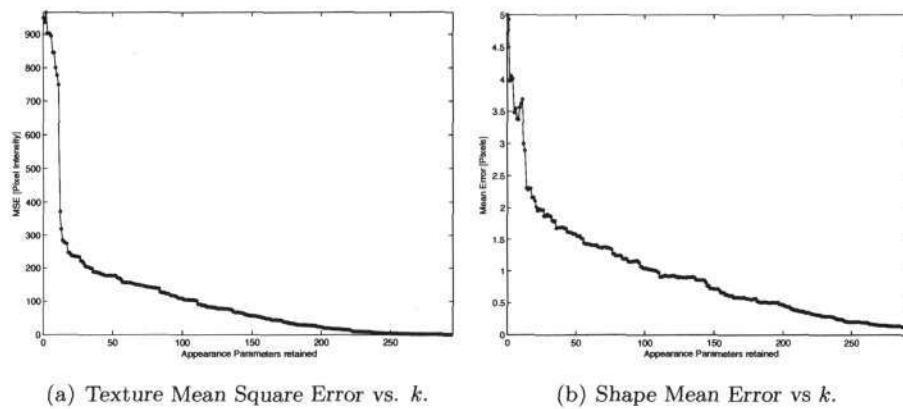 900
800
700
600
500
400
300
200
100
0
MSE [Pixel Intensity]
0 50 100 150 200 250
Appearance Parameters retained
(a) Texture Mean Square Error vs. k.
5
4.5
4
3.5
3
2.5
2
1.5
1
0.5
0
Mean Error [Pixels]
0 50 100 150 200 250
Appearance Parameters retained
(b) Shape Mean Error vs k.